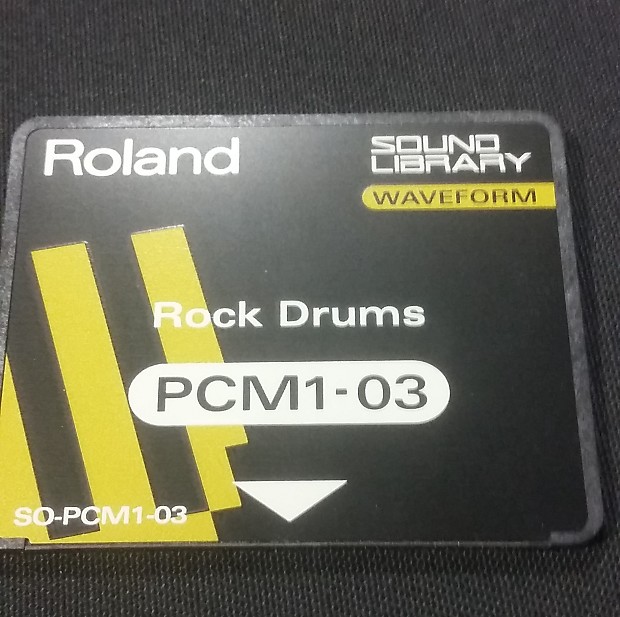 Roland
SOUND
LIBRARY
WAVEFORM
Rock Drums
PCM1-03
SO-PCM1-03